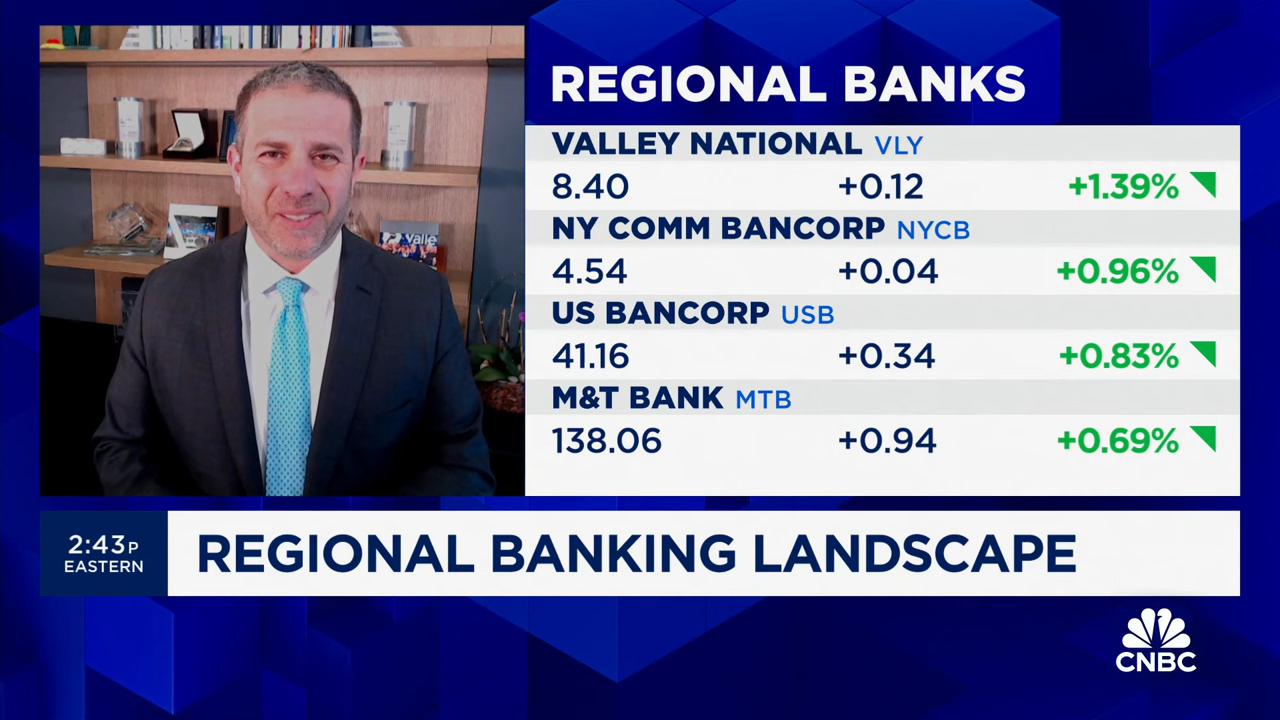 REGIONAL BANKS
VALLEY NATIONAL VLY
8.40 +0.12 +1.39%
NY COMM BANCORP NYCB
4.54 +0.04 +0.96%
US BANCORP USB
41.16 +0.34 +0.83%
M&T BANK MTB
138.06 +0.94 +0.69%
valle
2:43P
EASTERN
REGIONAL BANKING LANDSCAPE
CNBC